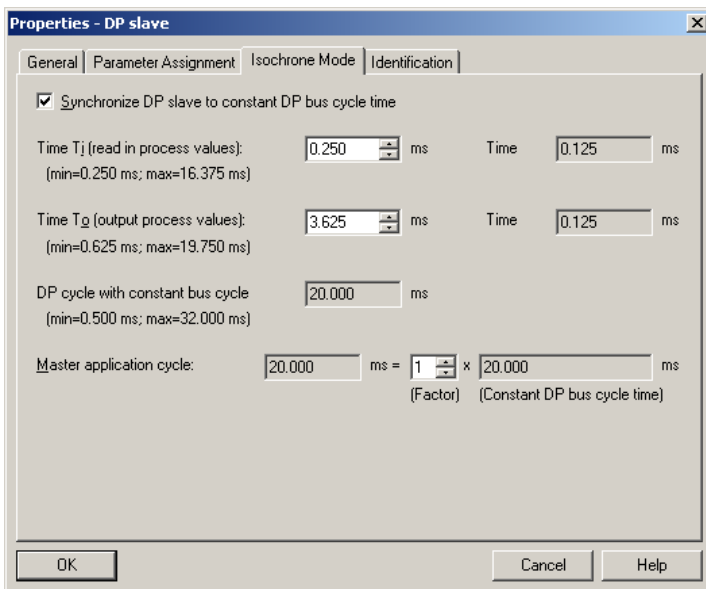 Properties - DP slave
General Parameter Assignment Isochrone Mode Identification
Synchronize DP slave to constant DP bus cycle time
Time Ti (read in process values): 0.250 ms Time 0.125 ms
(min=0.250 ms; max=16.375 ms)
Time To (output process values): 3.625 ms Time 0.125 ms
(min=0.625 ms; max=19.750 ms)
DP cycle with constant bus cycle 20.000 ms
(min=0.500 ms; max=32.000 ms)
Master application cycle: 20.000 ms = 1 x 20.000 ms
(Factor) (Constant DP bus cycle time)
OK Cancel Help